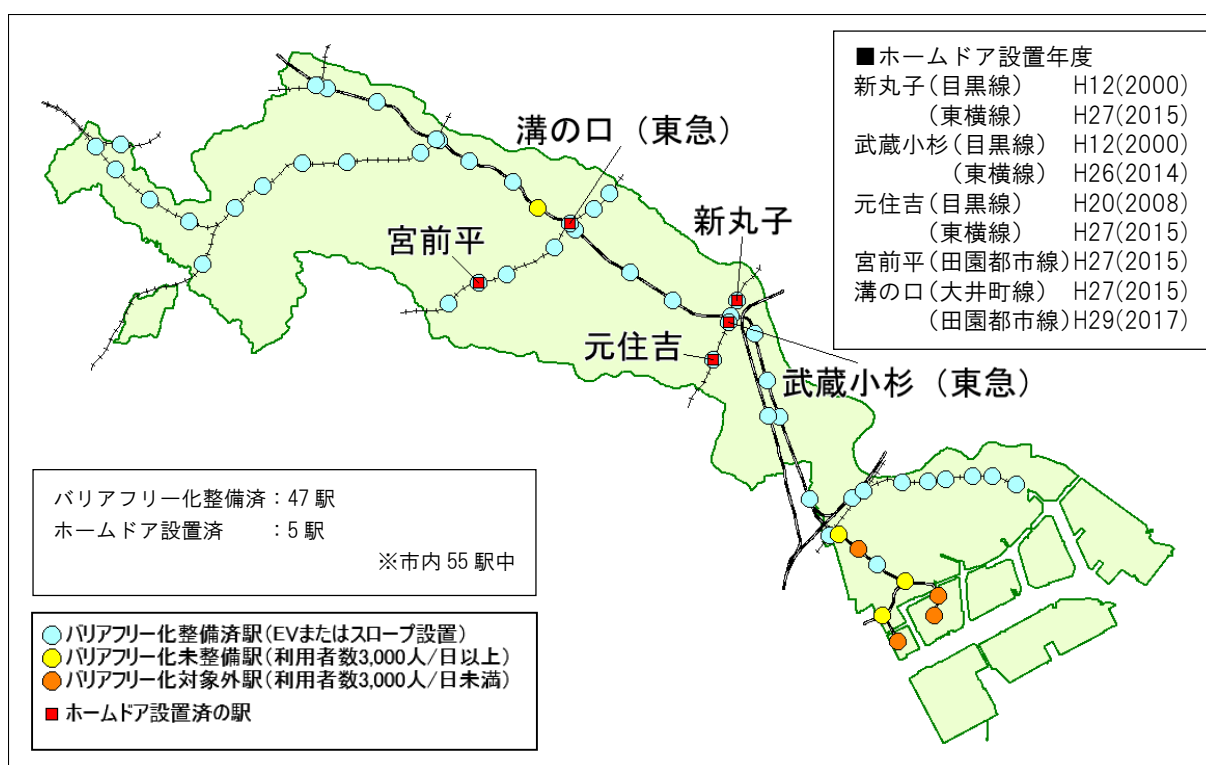 ■ホームドア設置年度
新丸子(目黒線) H12(2000)
(東横線) H27(2015)
武蔵小杉(目黒線) H12(2000)
(東横線) H26(2014)
元住吉(目黒線) H20(2008)
(東横線) H27(2015)
宮前平(田園都市線)H27(2015)
溝の口(大井町線) H27(2015)
(田園都市線)H29(2017)
溝の口（東急）
新丸子
宮前平
元住吉
武蔵小杉（東急）
バリアフリー化整備済：47駅
ホームドア設置済 ：5駅
※市内55駅中
バリアフリー化整備済駅(EVまたはスロープ設置)
バリアフリー化未整備駅(利用者数3,000人/日以上)
バリアフリー化対象外駅(利用者数3,000人/日未満)
ホームドア設置済の駅